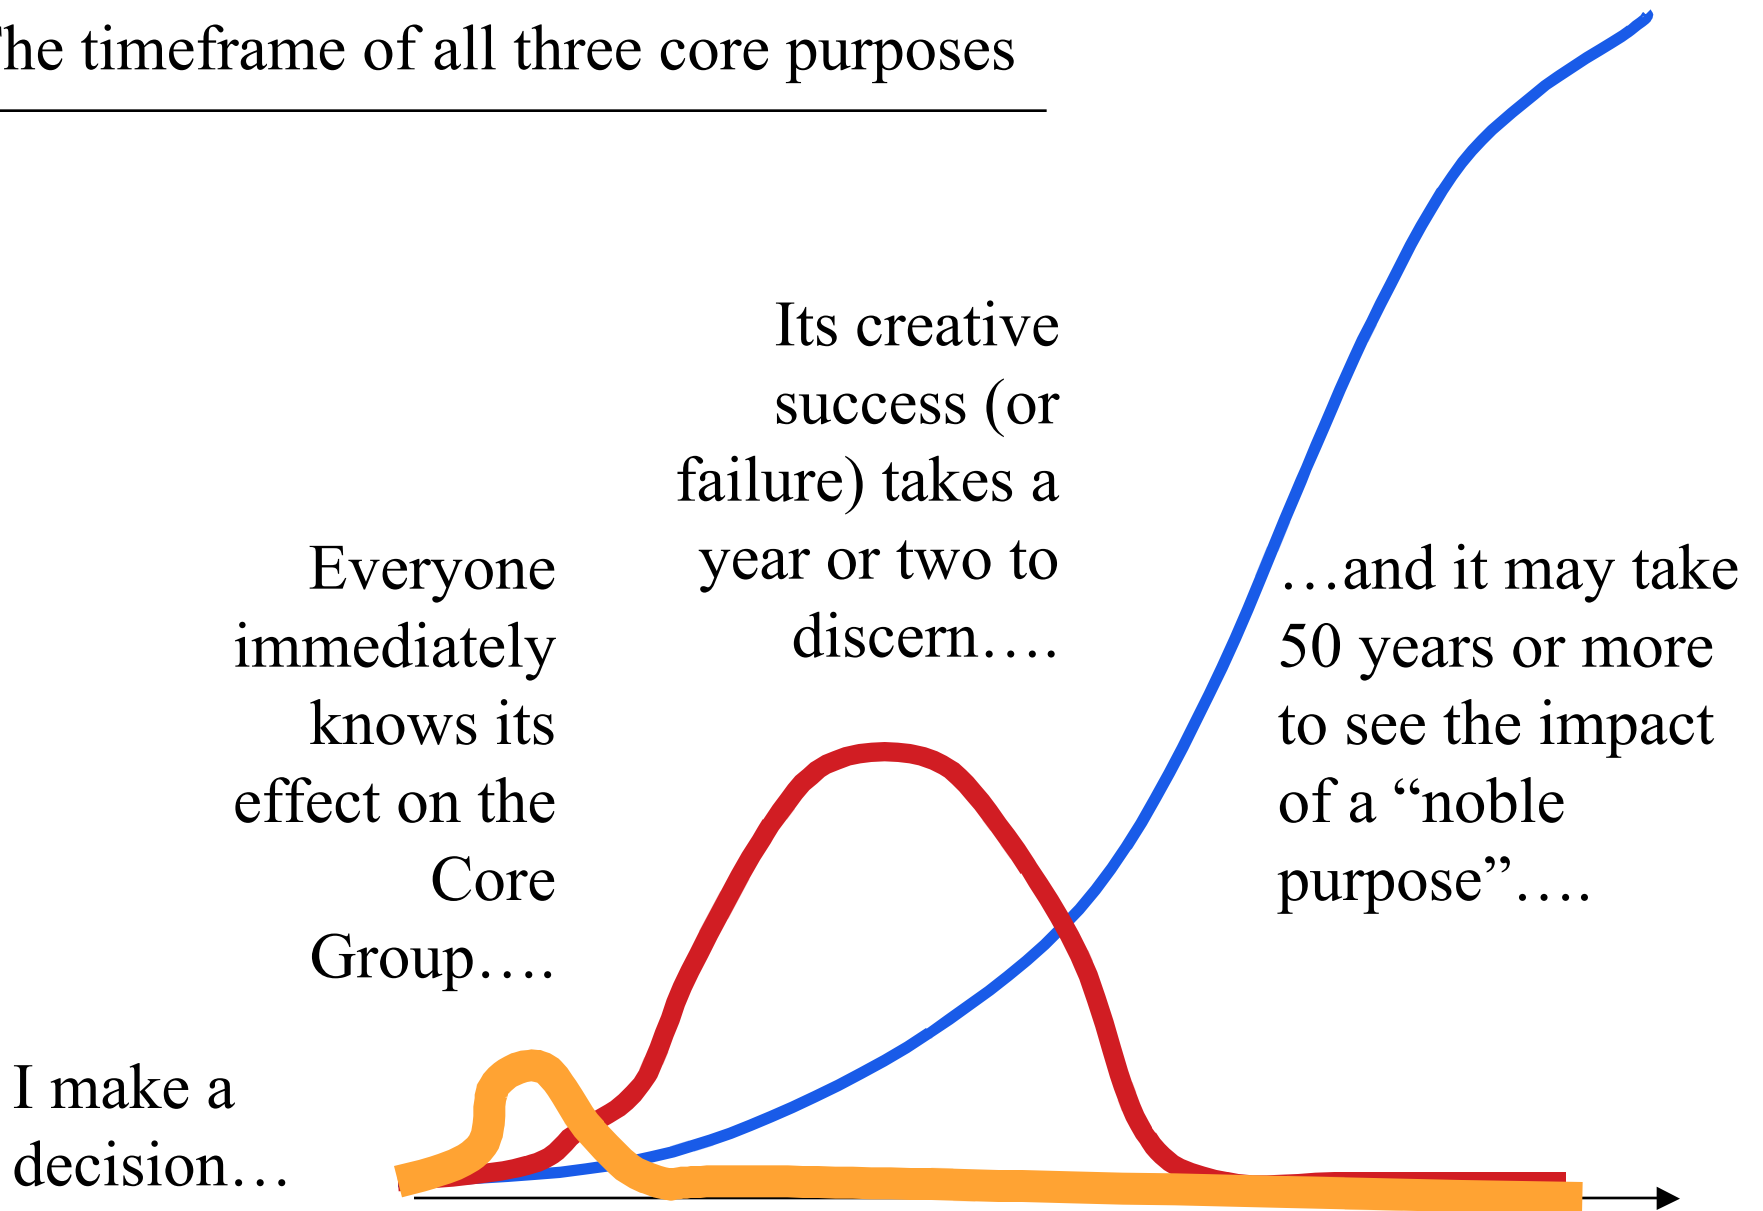 The timeframe of all three core purposes
Its creative
success (or
failure) takes a
year or two to
discern….
Everyone
immediately
knows its
effect on the
Core
Group….
…and it may take
50 years or more
to see the impact
of a “noble
purpose”….
I make a
decision…